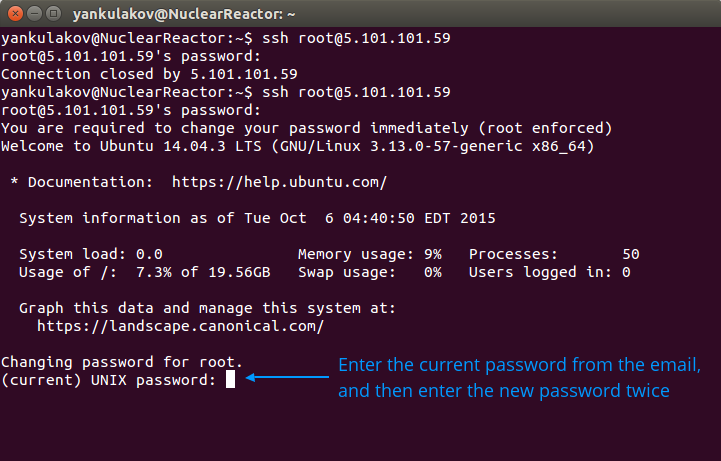 yankulakov@NuclearReactor: ~
yankulakov@NuclearReactor:~$ ssh root@5.101.101.59
root@5.101.101.59's password:
Connection closed by 5.101.101.59
yankulakov@NuclearReactor:~$ ssh root@5.101.101.59
root@5.101.101.59's password:
You are required to change your password immediately (root enforced)
Welcome to Ubuntu 14.04.3 LTS (GNU/Linux 3.13.0-57-generic x86_64)
* Documentation:  https://help.ubuntu.com/
System information as of Tue Oct  6 04:40:50 EDT 2015
System load: 0.0                Memory usage: 9%   Processes:       50
Usage of /:  7.3% of 19.56GB   Swap usage:   0%   Users logged in: 0
Graph this data and manage this system at:
https://landscape.canonical.com/
Changing password for root.
(current) UNIX password:
Enter the current password from the email,
and then enter the new password twice